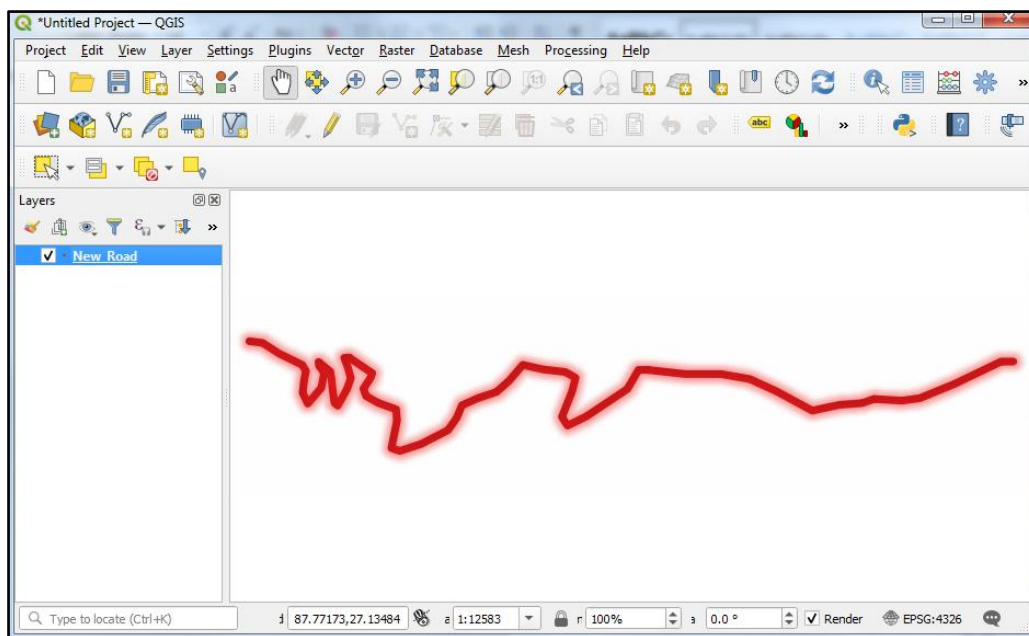 *Untitled Project — QGIS
Project Edit View Layer Settings Plugins Vector Raster Database Mesh Processing Help
abc
Layers
New Road
Type to locate (Ctrl+K) 87.77173,27.13484 1:12583 100% 0.0 ° Render EPSG:4326